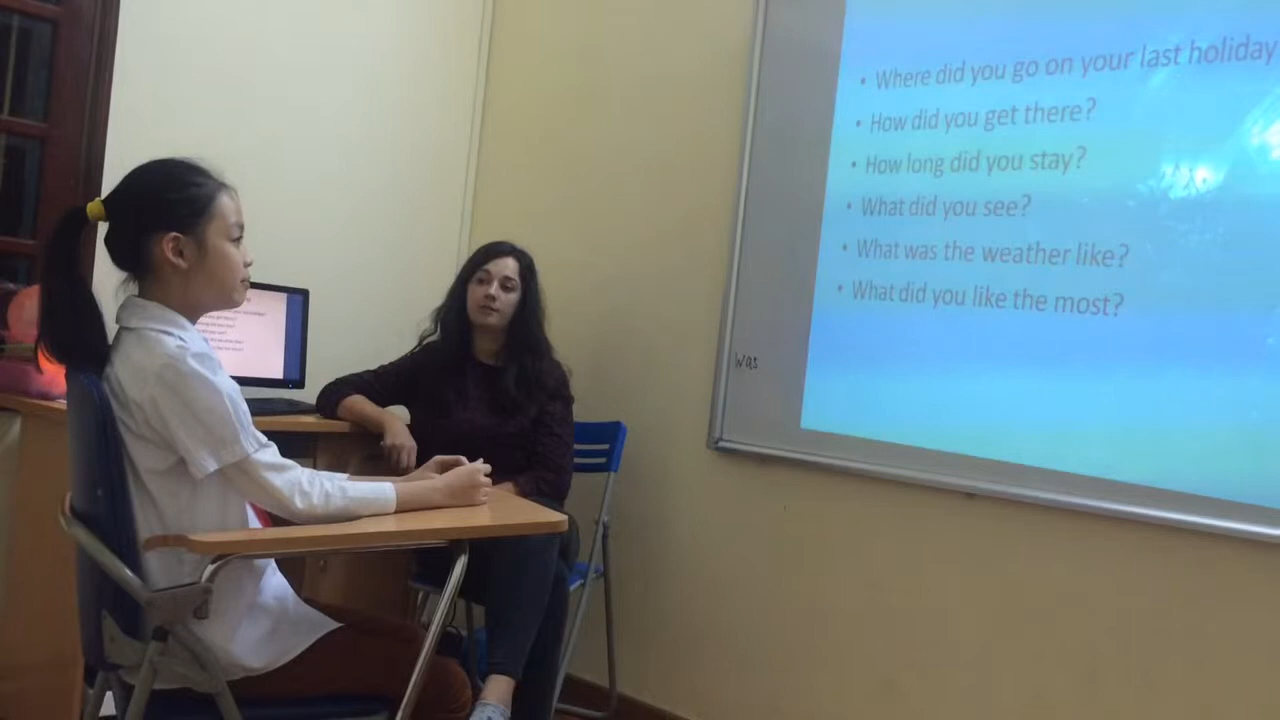 • Where did you go on your last holiday
• How did you get there?
• How long did you stay?
• What did you see?
• What was the weather like?
• What did you like the most?
was